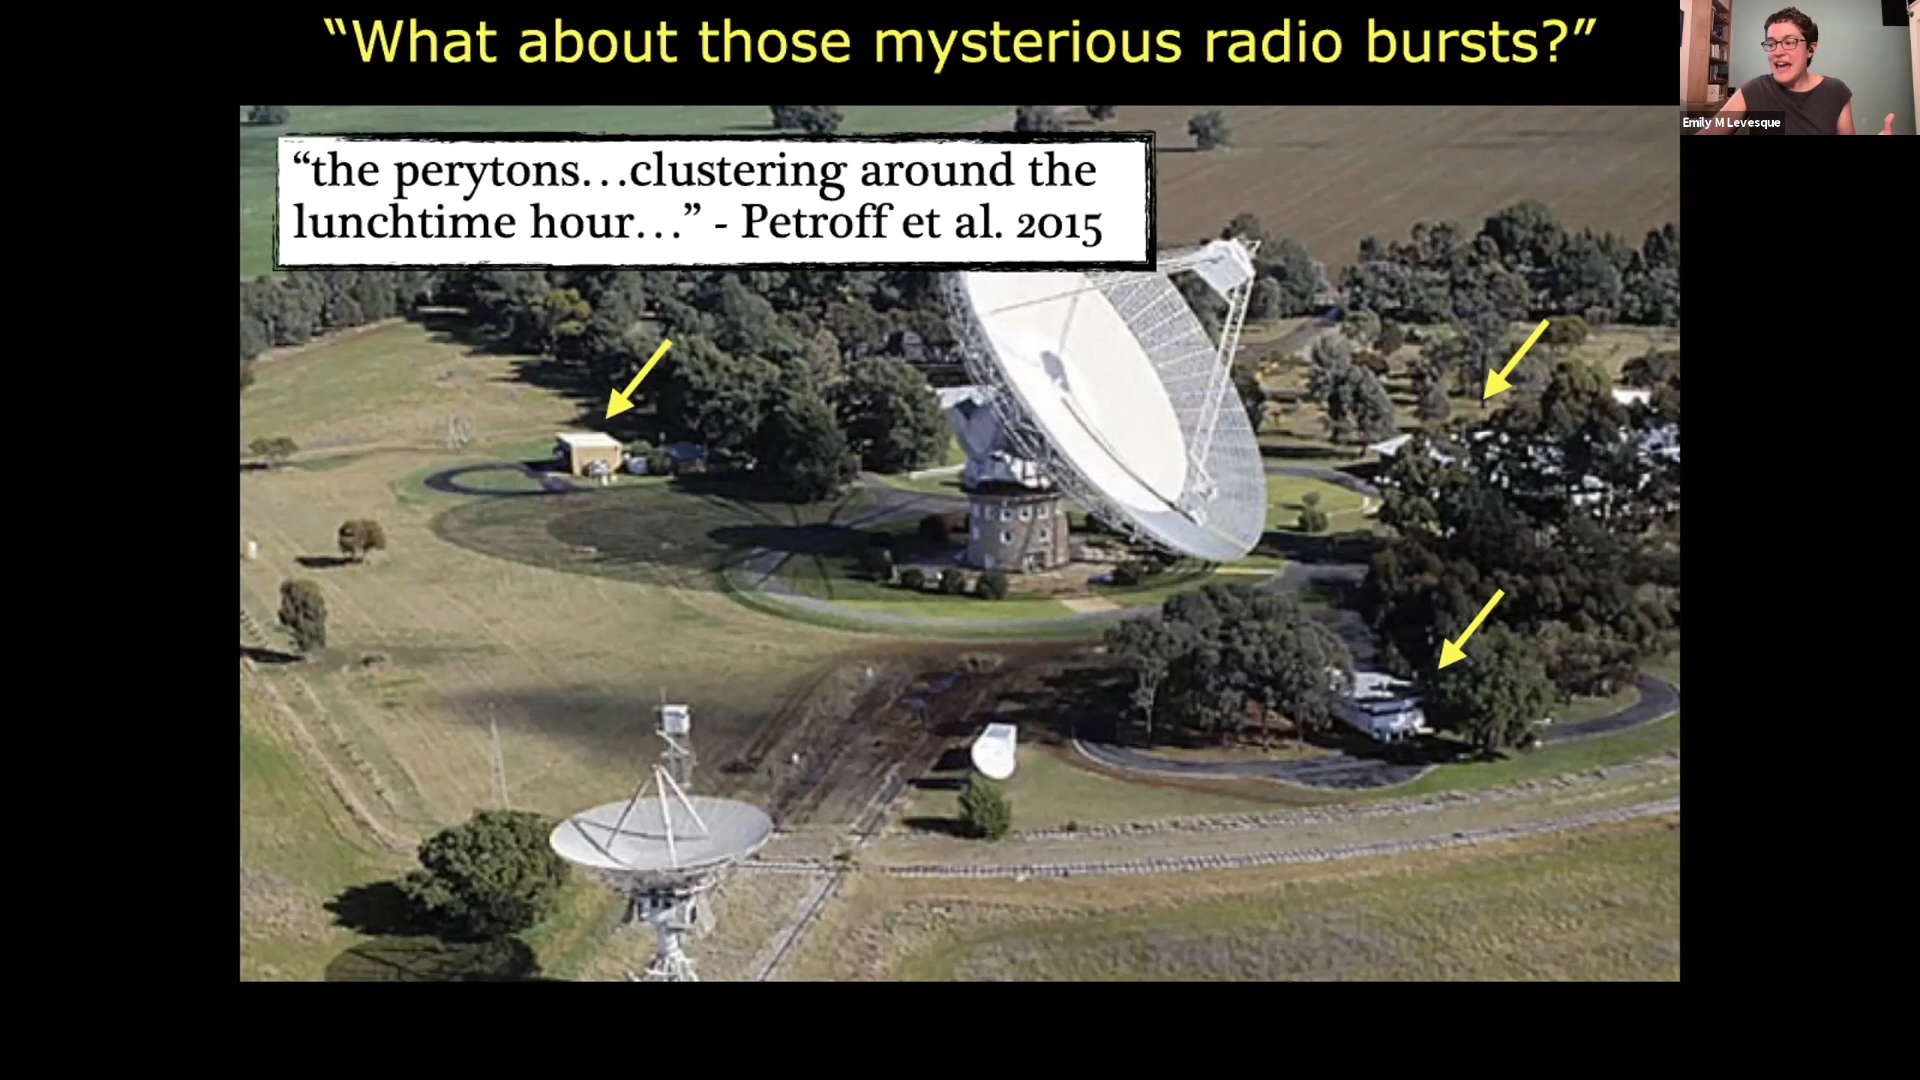 “What about those mysterious radio bursts?”
Emily M Levesque
“the perytons...clustering around the
lunchtime hour...” - Petroff et al. 2015